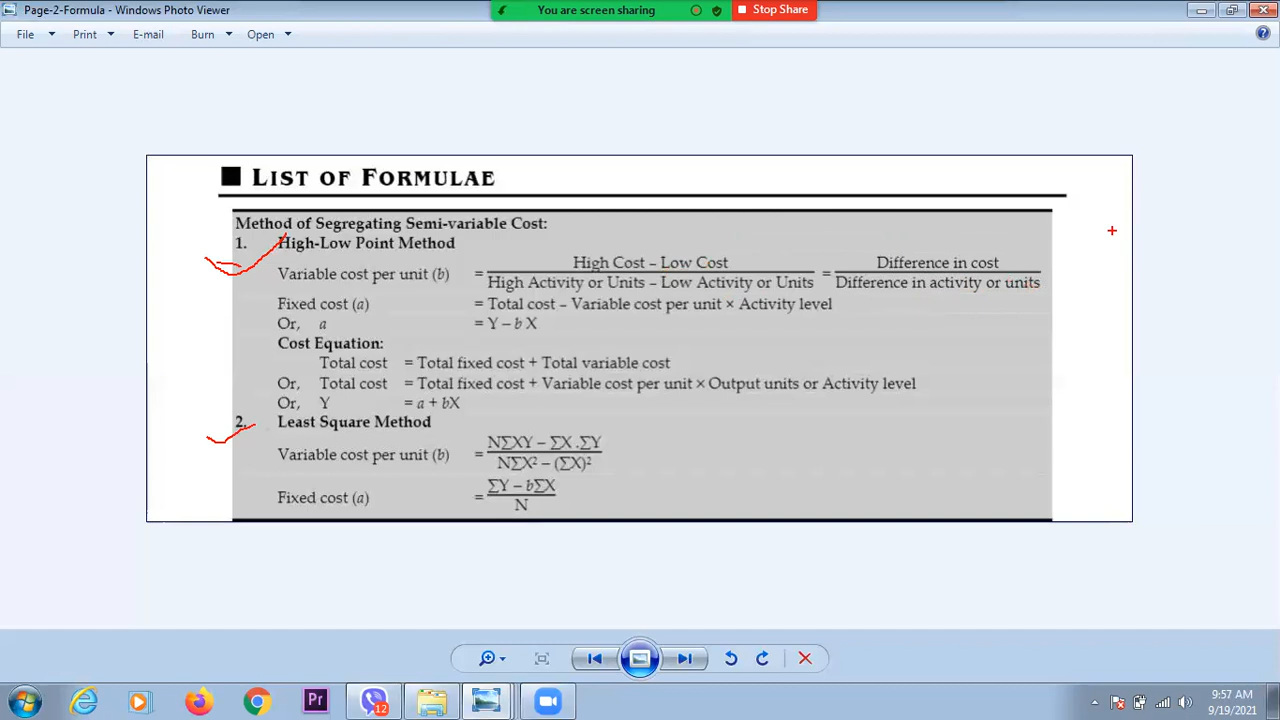 Page-2-Formula - Windows Photo Viewer
You are screen sharing
Stop Share
File Print E-mail Burn Open
LIST OF FORMULAE
Method of Segregating Semi-variable Cost:
1. High-Low Point Method
Variable cost per unit (b) = High Cost – Low Cost / High Activity or Units – Low Activity or Units = Difference in cost / Difference in activity or units
Fixed cost (a) = Total cost – Variable cost per unit × Activity level
Or, a = Y – b X
Cost Equation:
Total cost = Total fixed cost + Total variable cost
Or, Total cost = Total fixed cost + Variable cost per unit × Output units or Activity level
Or, Y = a + bX
2. Least Square Method
Variable cost per unit (b) = NΣXY – ΣX .ΣY / NΣX² – (ΣX)²
Fixed cost (a) = ΣY – bΣX / N
Pr
12
9:57 AM
9/19/2021